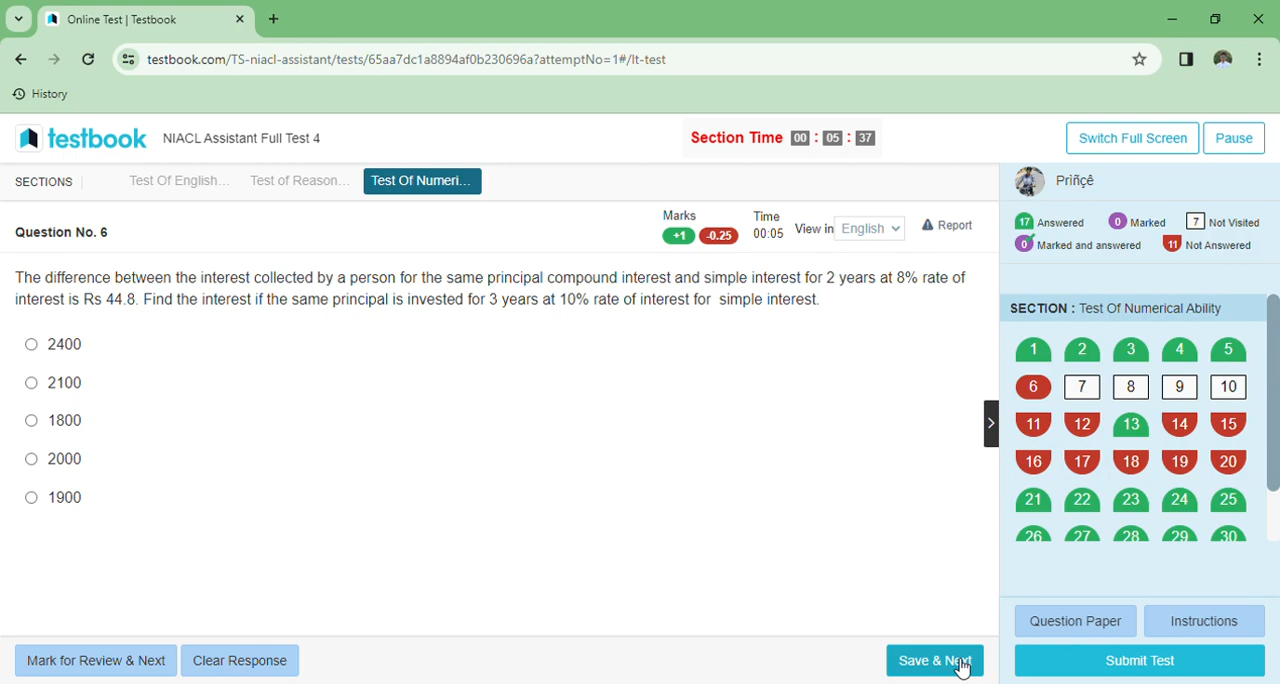 Online Test | Testbook
testbook.com/TS-niacl-assistant/tests/65aa7dc1a8894af0b230696a?attemptNo=1#/lt-test
History
testbook NIACL Assistant Full Test 4 Section Time 00 : 05 : 37 Switch Full Screen Pause
SECTIONS Test Of English... Test of Reason... Test Of Numeri... Priñçê
Question No. 6 Marks +1 -0.25 Time 00:05 View in English Report
17 Answered 0 Marked 7 Not Visited
0 Marked and answered 11 Not Answered
The difference between the interest collected by a person for the same principal compound interest and simple interest for 2 years at 8% rate of
interest is Rs 44.8. Find the interest if the same principal is invested for 3 years at 10% rate of interest for simple interest.
2400
2100
1800
2000
1900
SECTION : Test Of Numerical Ability
1 2 3 4 5
6 7 8 9 10
11 12 13 14 15
16 17 18 19 20
21 22 23 24 25
26 27 28 29 30
Question Paper Instructions
Mark for Review & Next Clear Response Save & Next Submit Test